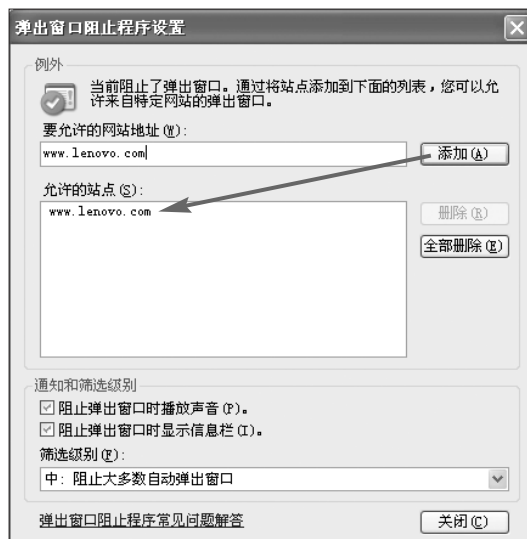 弹出窗口阻止程序设置
例外
当前阻止了弹出窗口。通过将站点添加到下面的列表，您可以允
许来自特定网站的弹出窗口。
要允许的网站地址(W):
www.lenovo.com
添加(A)
允许的站点(S):
www.lenovo.com
删除(R)
全部删除(E)
通知和筛选级别
阻止弹出窗口时播放声音(P)。
阻止弹出窗口时显示信息栏(I)。
筛选级别(F):
中: 阻止大多数自动弹出窗口
弹出窗口阻止程序常见问题解答
关闭(C)